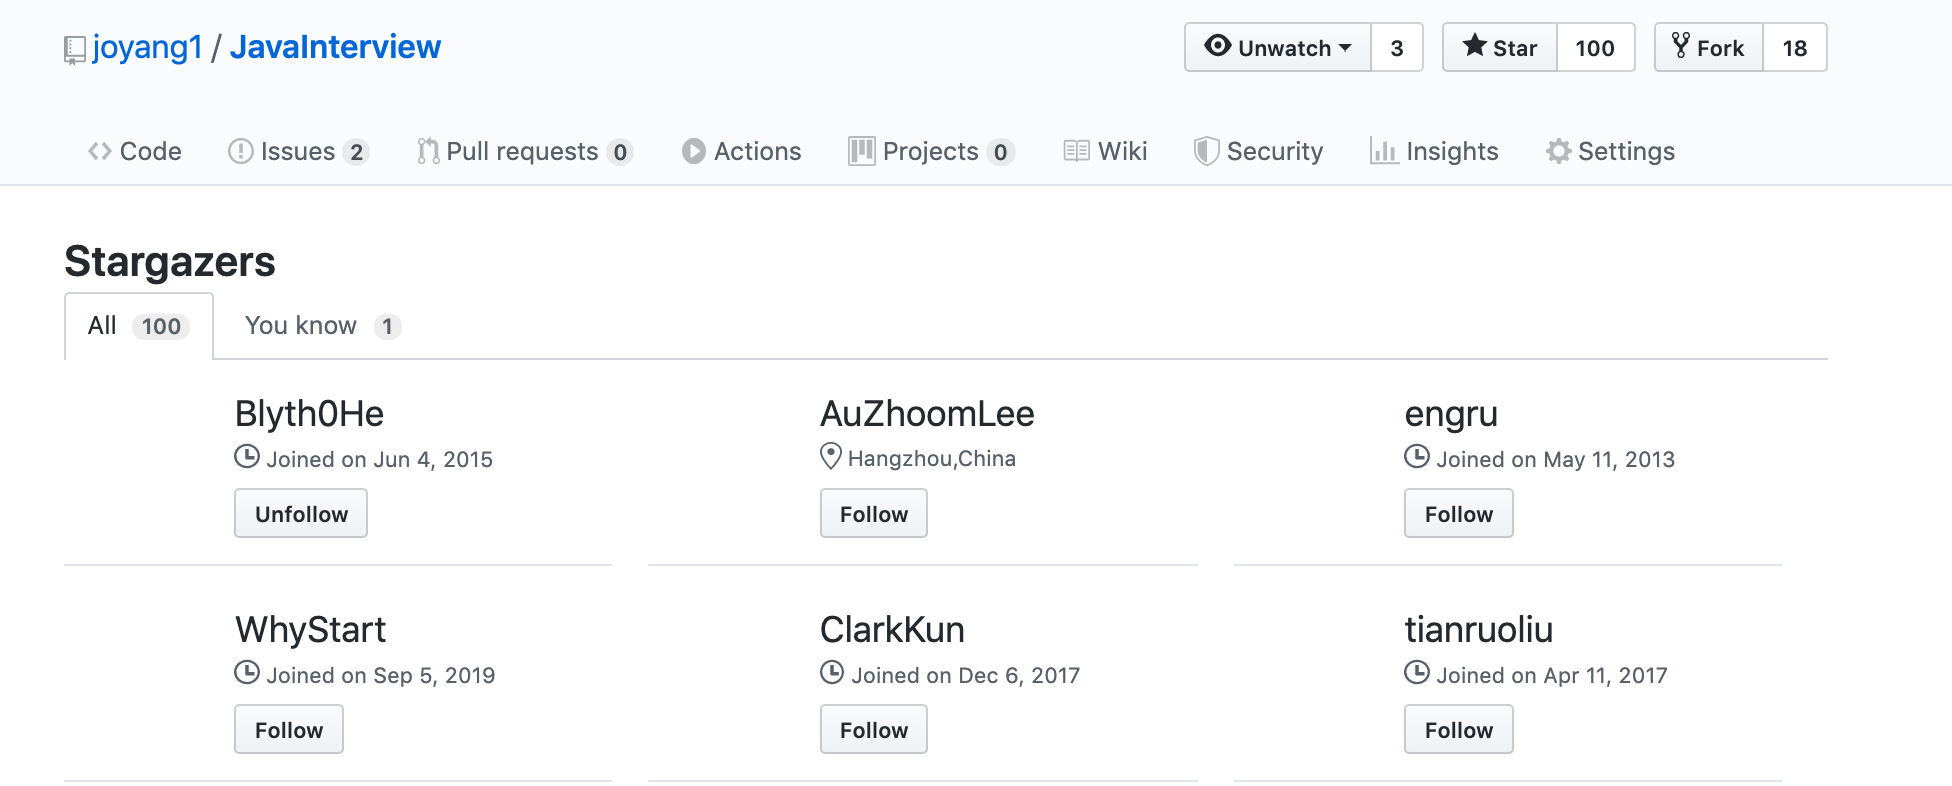 joyang1 / JavaInterview
Unwatch 3 Star 100 Fork 18
Code Issues 2 Pull requests 0 Actions Projects 0 Wiki Security Insights Settings
Stargazers
All 100 You know 1
Blyth0He
Joined on Jun 4, 2015
Unfollow
AuZhoomLee
Hangzhou,China
Follow
engru
Joined on May 11, 2013
Follow
WhyStart
Joined on Sep 5, 2019
Follow
ClarkKun
Joined on Dec 6, 2017
Follow
tianruoliu
Joined on Apr 11, 2017
Follow